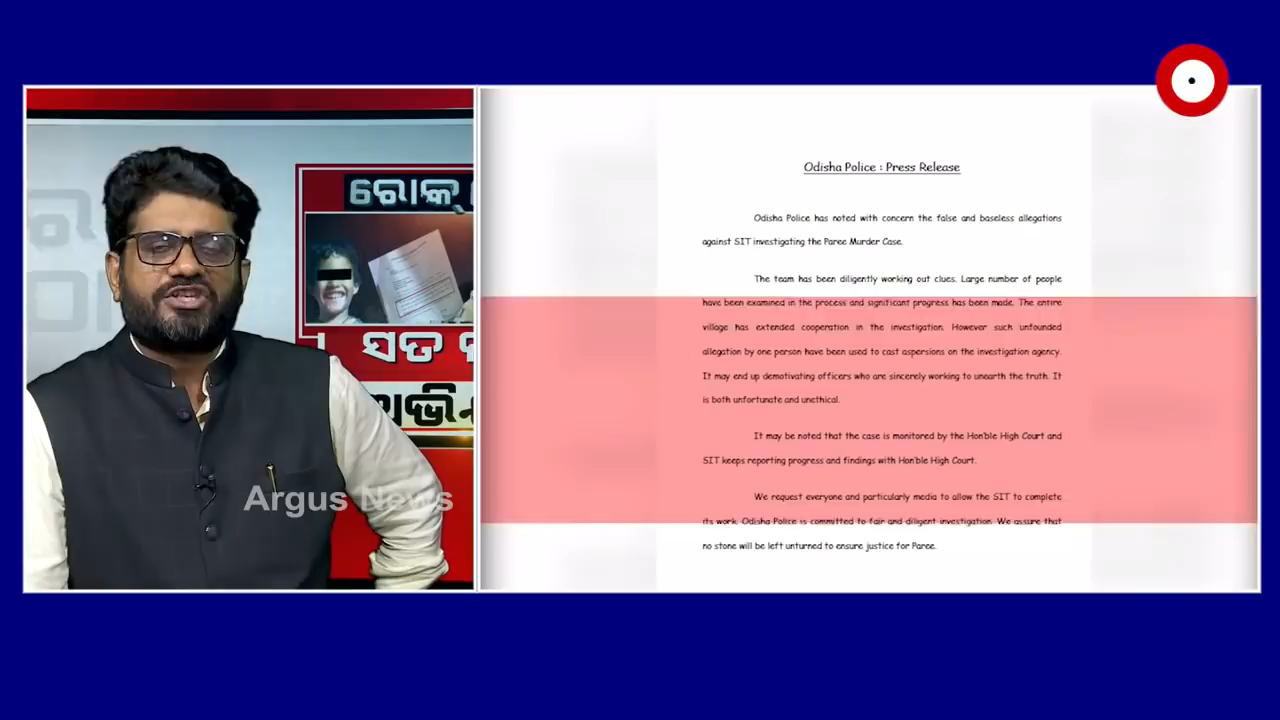 ରୋକ୍
ସତ
ଅଭି
Argus News
Odisha Police : Press Release
Odisha Police has noted with concern the false and baseless allegations
against SIT investigating the Paree Murder Case.
The team has been diligently working out clues. Large number of people
have been examined in the process and significant progress has been made. The entire
village has extended cooperation in the investigation. However such unfounded
allegation by one person have been used to cast aspersions on the investigation agency.
It may end up demotivating officers who are sincerely working to unearth the truth. It
is both unfortunate and unethical.
It may be noted that the case is monitored by the Hon'ble High Court and
SIT keeps reporting progress and findings with Hon'ble High Court.
We request everyone and particularly media to allow the SIT to complete
its work. Odisha Police is committed to fair and diligent investigation. We assure that
no stone will be left unturned to ensure justice for Paree.